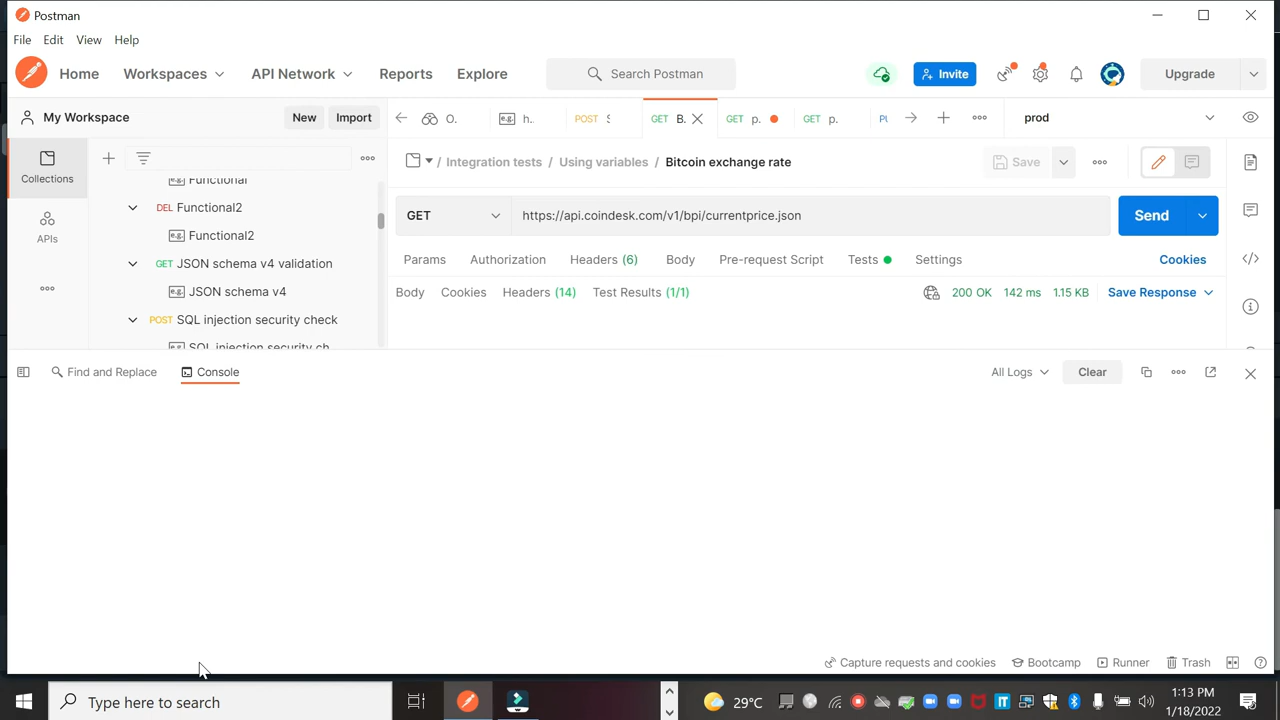 Postman
File Edit View Help
Home Workspaces API Network Reports Explore Search Postman Invite Upgrade
My Workspace New Import O. h. POST GET B. GET p. GET p. prod
Collections
APIs
Functional
DEL Functional2
e.g. Functional2
GET JSON schema v4 validation
e.g. JSON schema v4
POST SQL injection security check
e.g. SQL injection security ch
/ Integration tests / Using variables / Bitcoin exchange rate Save
GET https://api.coindesk.com/v1/bpi/currentprice.json Send
Params Authorization Headers (6) Body Pre-request Script Tests Settings Cookies
Body Cookies Headers (14) Test Results (1/1) 200 OK 142 ms 1.15 KB Save Response
Find and Replace Console All Logs Clear
Capture requests and cookies Bootcamp Runner Trash
Type here to search 29°C 1:13 PM
1/18/2022